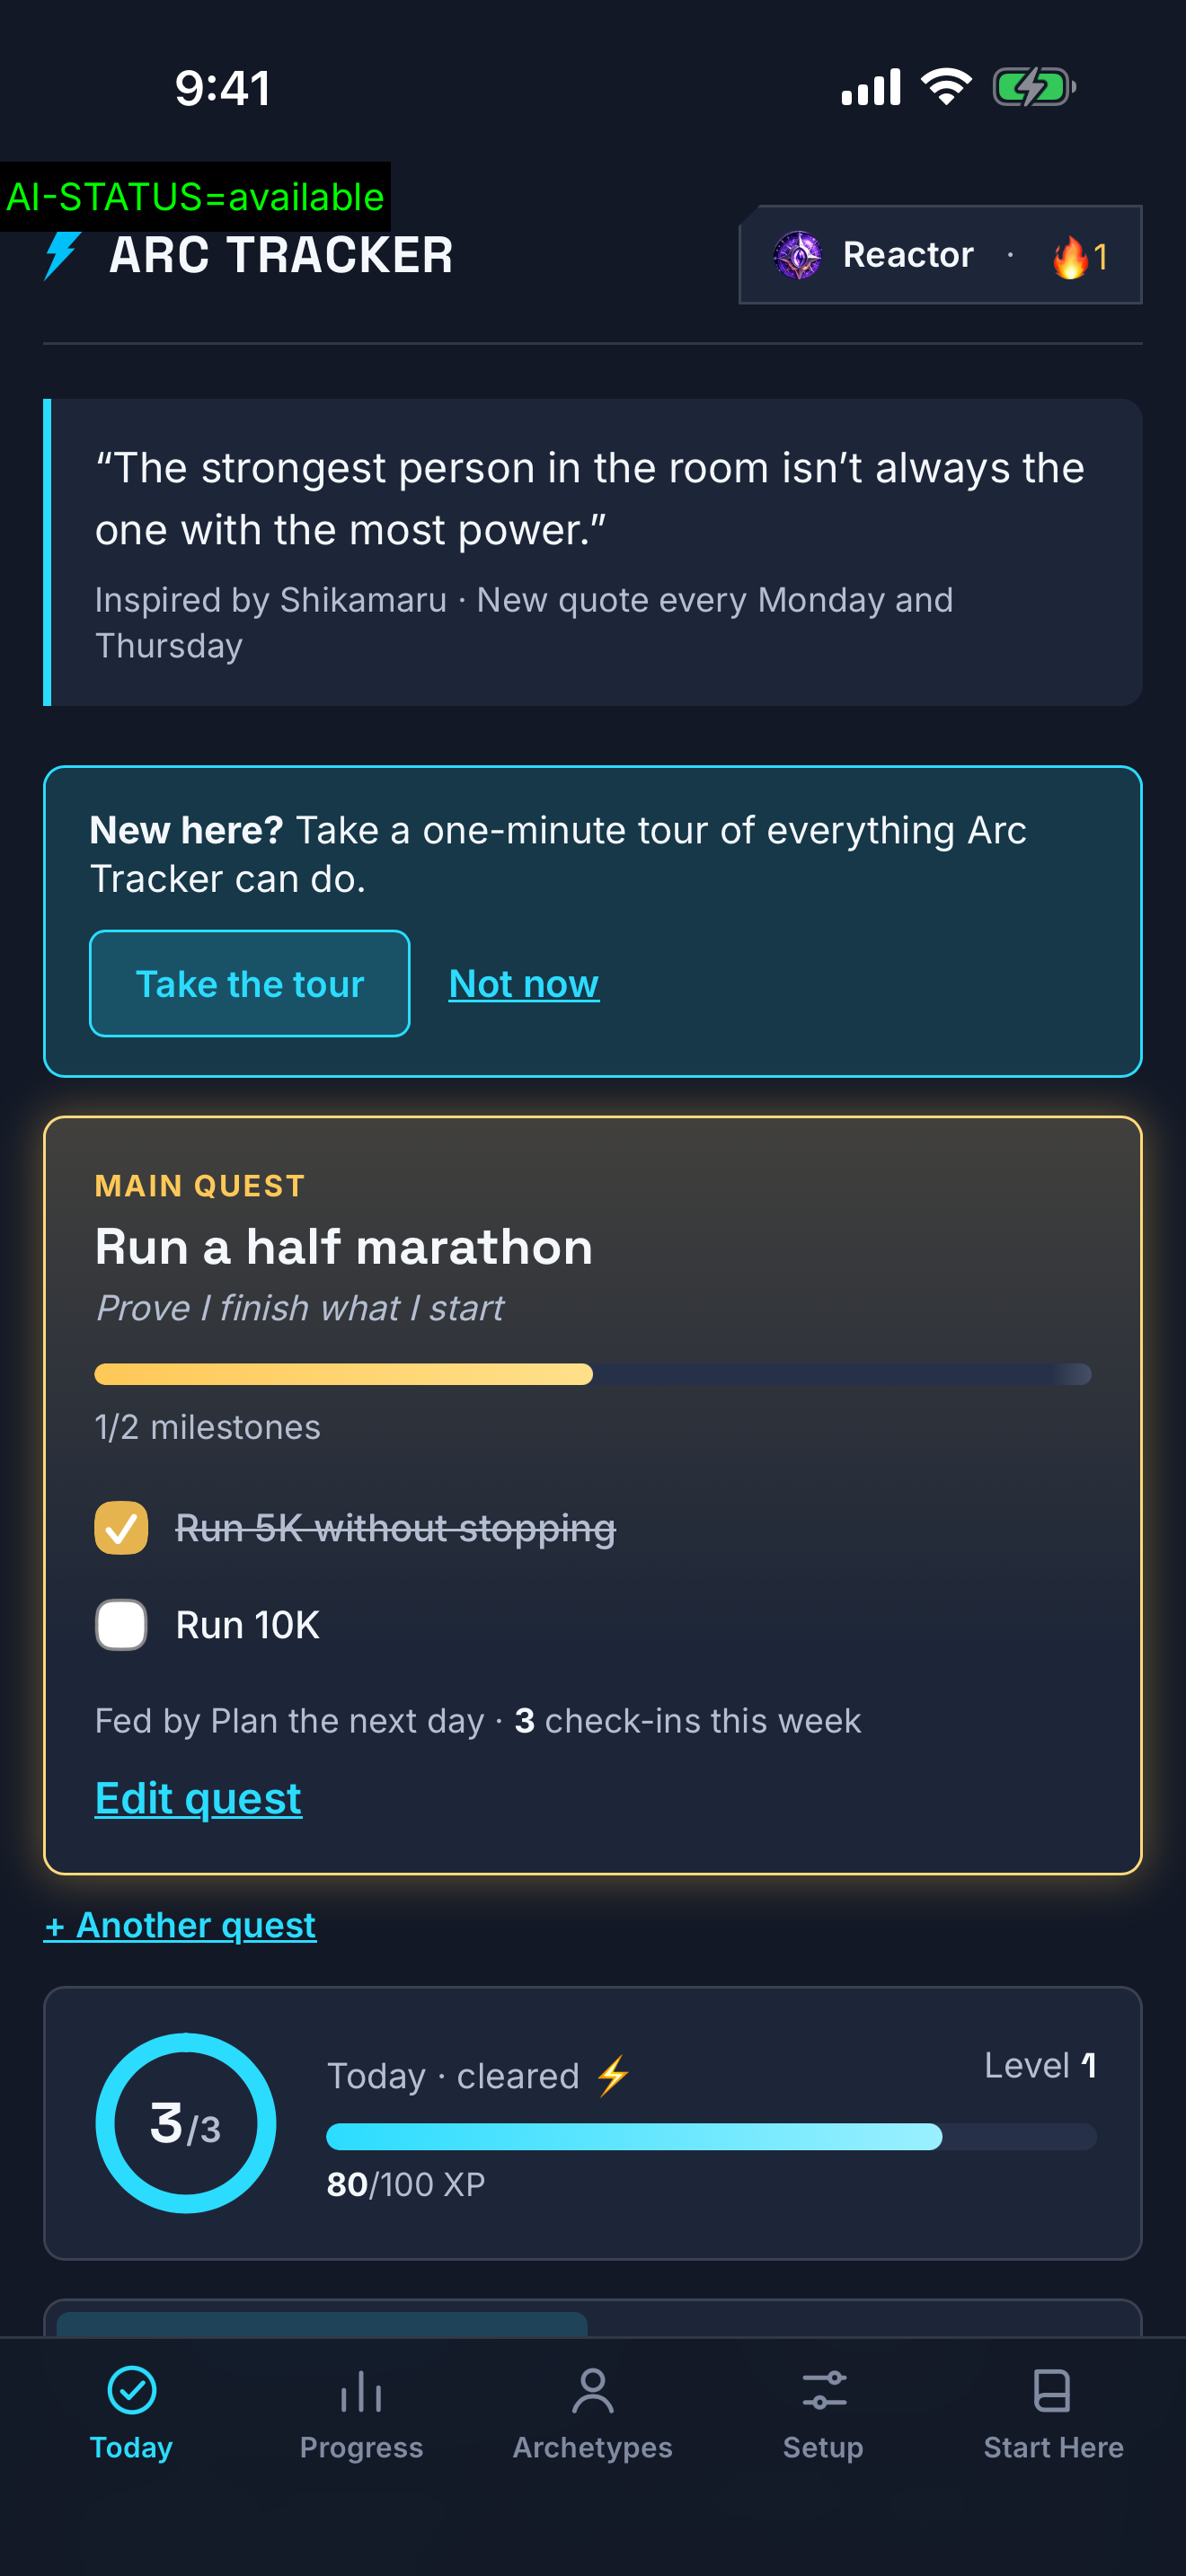 9:41
AI-STATUS=available
ARC TRACKER
Reactor · 🔥1
“The strongest person in the room isn’t always the
one with the most power.”
Inspired by Shikamaru · New quote every Monday and
Thursday
New here? Take a one-minute tour of everything Arc
Tracker can do.
Take the tour
Not now
MAIN QUEST
Run a half marathon
Prove I finish what I start
1/2 milestones
Run 5K without stopping
Run 10K
Fed by Plan the next day · 3 check-ins this week
Edit quest
+ Another quest
3/3
Today · cleared ⚡
Level 1
80/100 XP
Today
Progress
Archetypes
Setup
Start Here